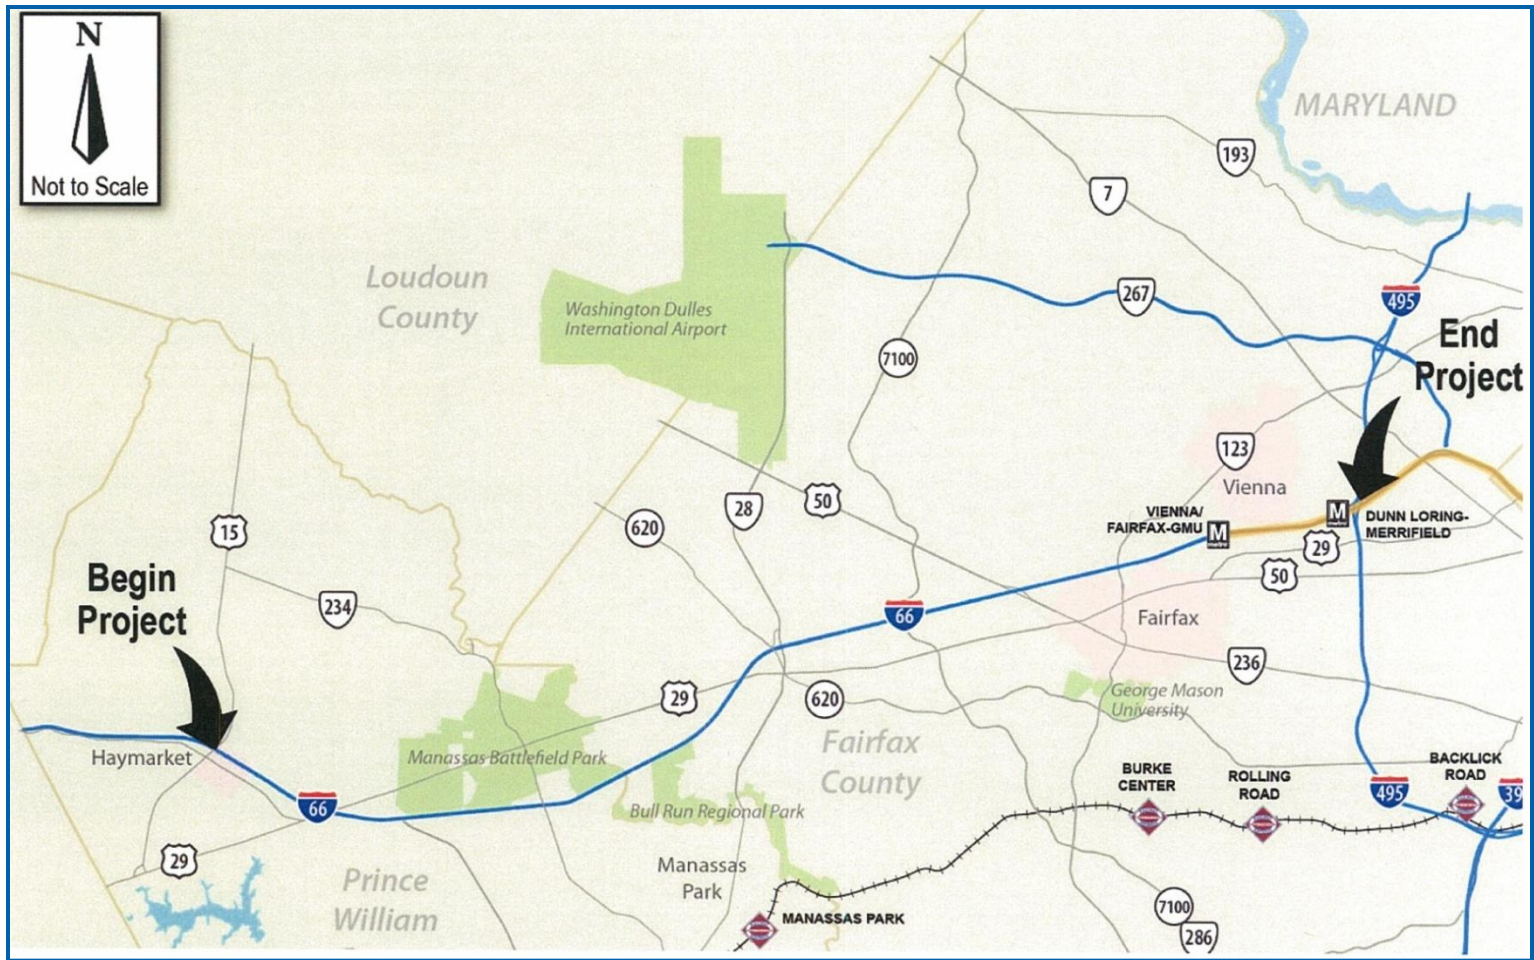 N
Not to Scale
MARYLAND
193
7
Loudoun
County
267
495
Washington Dulles
International Airport
End
Project
7100
123
Vienna
15
620
28
50
VIENNA/
FAIRFAX-GMU
M
metro
M
metro
DUNN LORING-
MERRIFIELD
29
50
Begin
Project
234
66
Fairfax
236
29
620
George Mason
University
Haymarket
Manassas Battlefield Park
Fairfax
County
66
Bull Run Regional Park
BURKE
CENTER
ROLLING
ROAD
BACKLICK
ROAD
495
39
29
Prince
William
Manassas
Park
MANASSAS PARK
7100
286